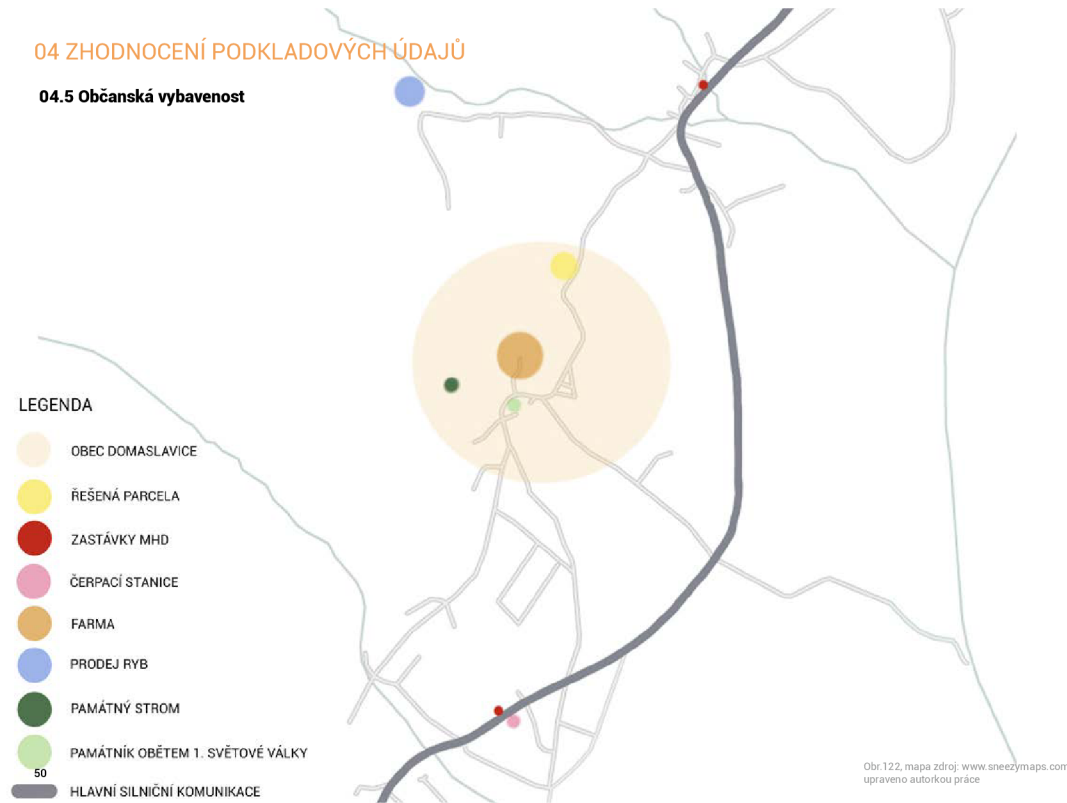 04 ZHODNOCENÍ PODKLADOVÝCH ÚDAJŮ
04.5 Občanská vybavenost
LEGENDA
OBEC DOMASLAVICE
ŘEŠENÁ PARCELA
ZASTÁVKY MHD
ČERPACÍ STANICE
FARMA
PRODEJ RYB
PAMÁTNÝ STROM
PAMÁTNÍK OBĚTEM 1. SVĚTOVÉ VÁLKY
50
HLAVNÍ SILNIČNÍ KOMUNIKACE
Obr.122, mapa zdroj: www.sneezymaps.com
upraveno autorkou práce